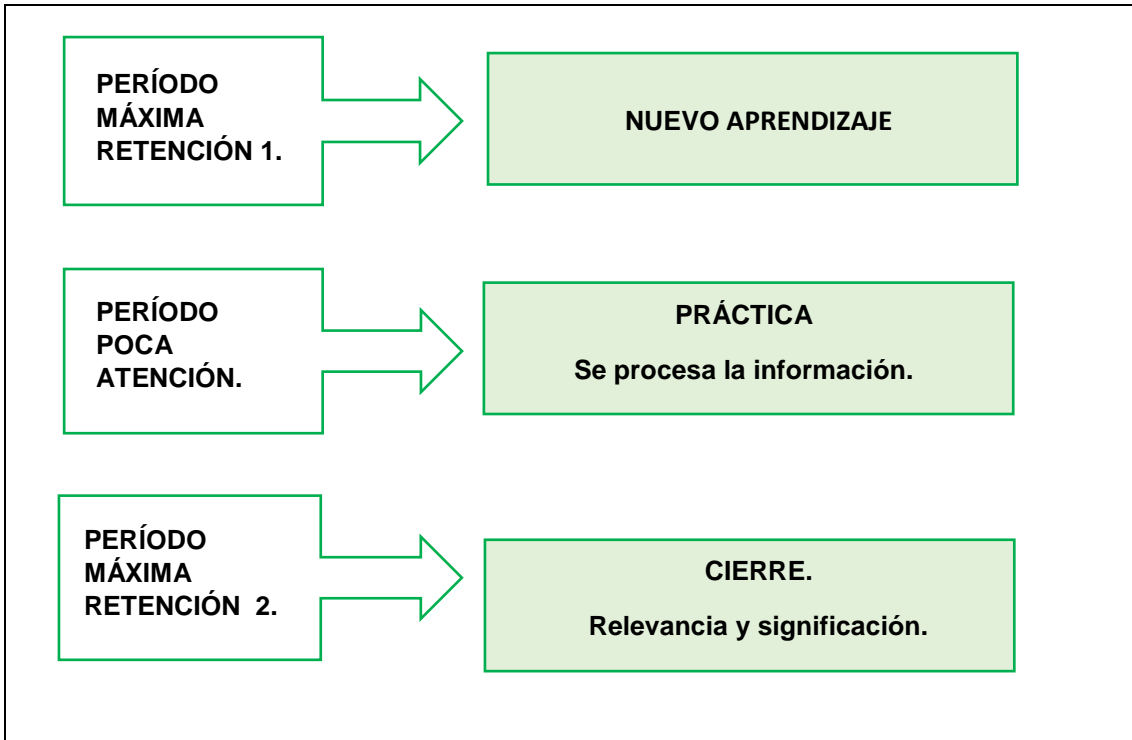 PERÍODO
MÁXIMA
RETENCIÓN 1.
NUEVO APRENDIZAJE
PERÍODO
POCA
ATENCIÓN.
PRÁCTICA
Se procesa la información.
PERÍODO
MÁXIMA
RETENCIÓN 2.
CIERRE.
Relevancia y significación.